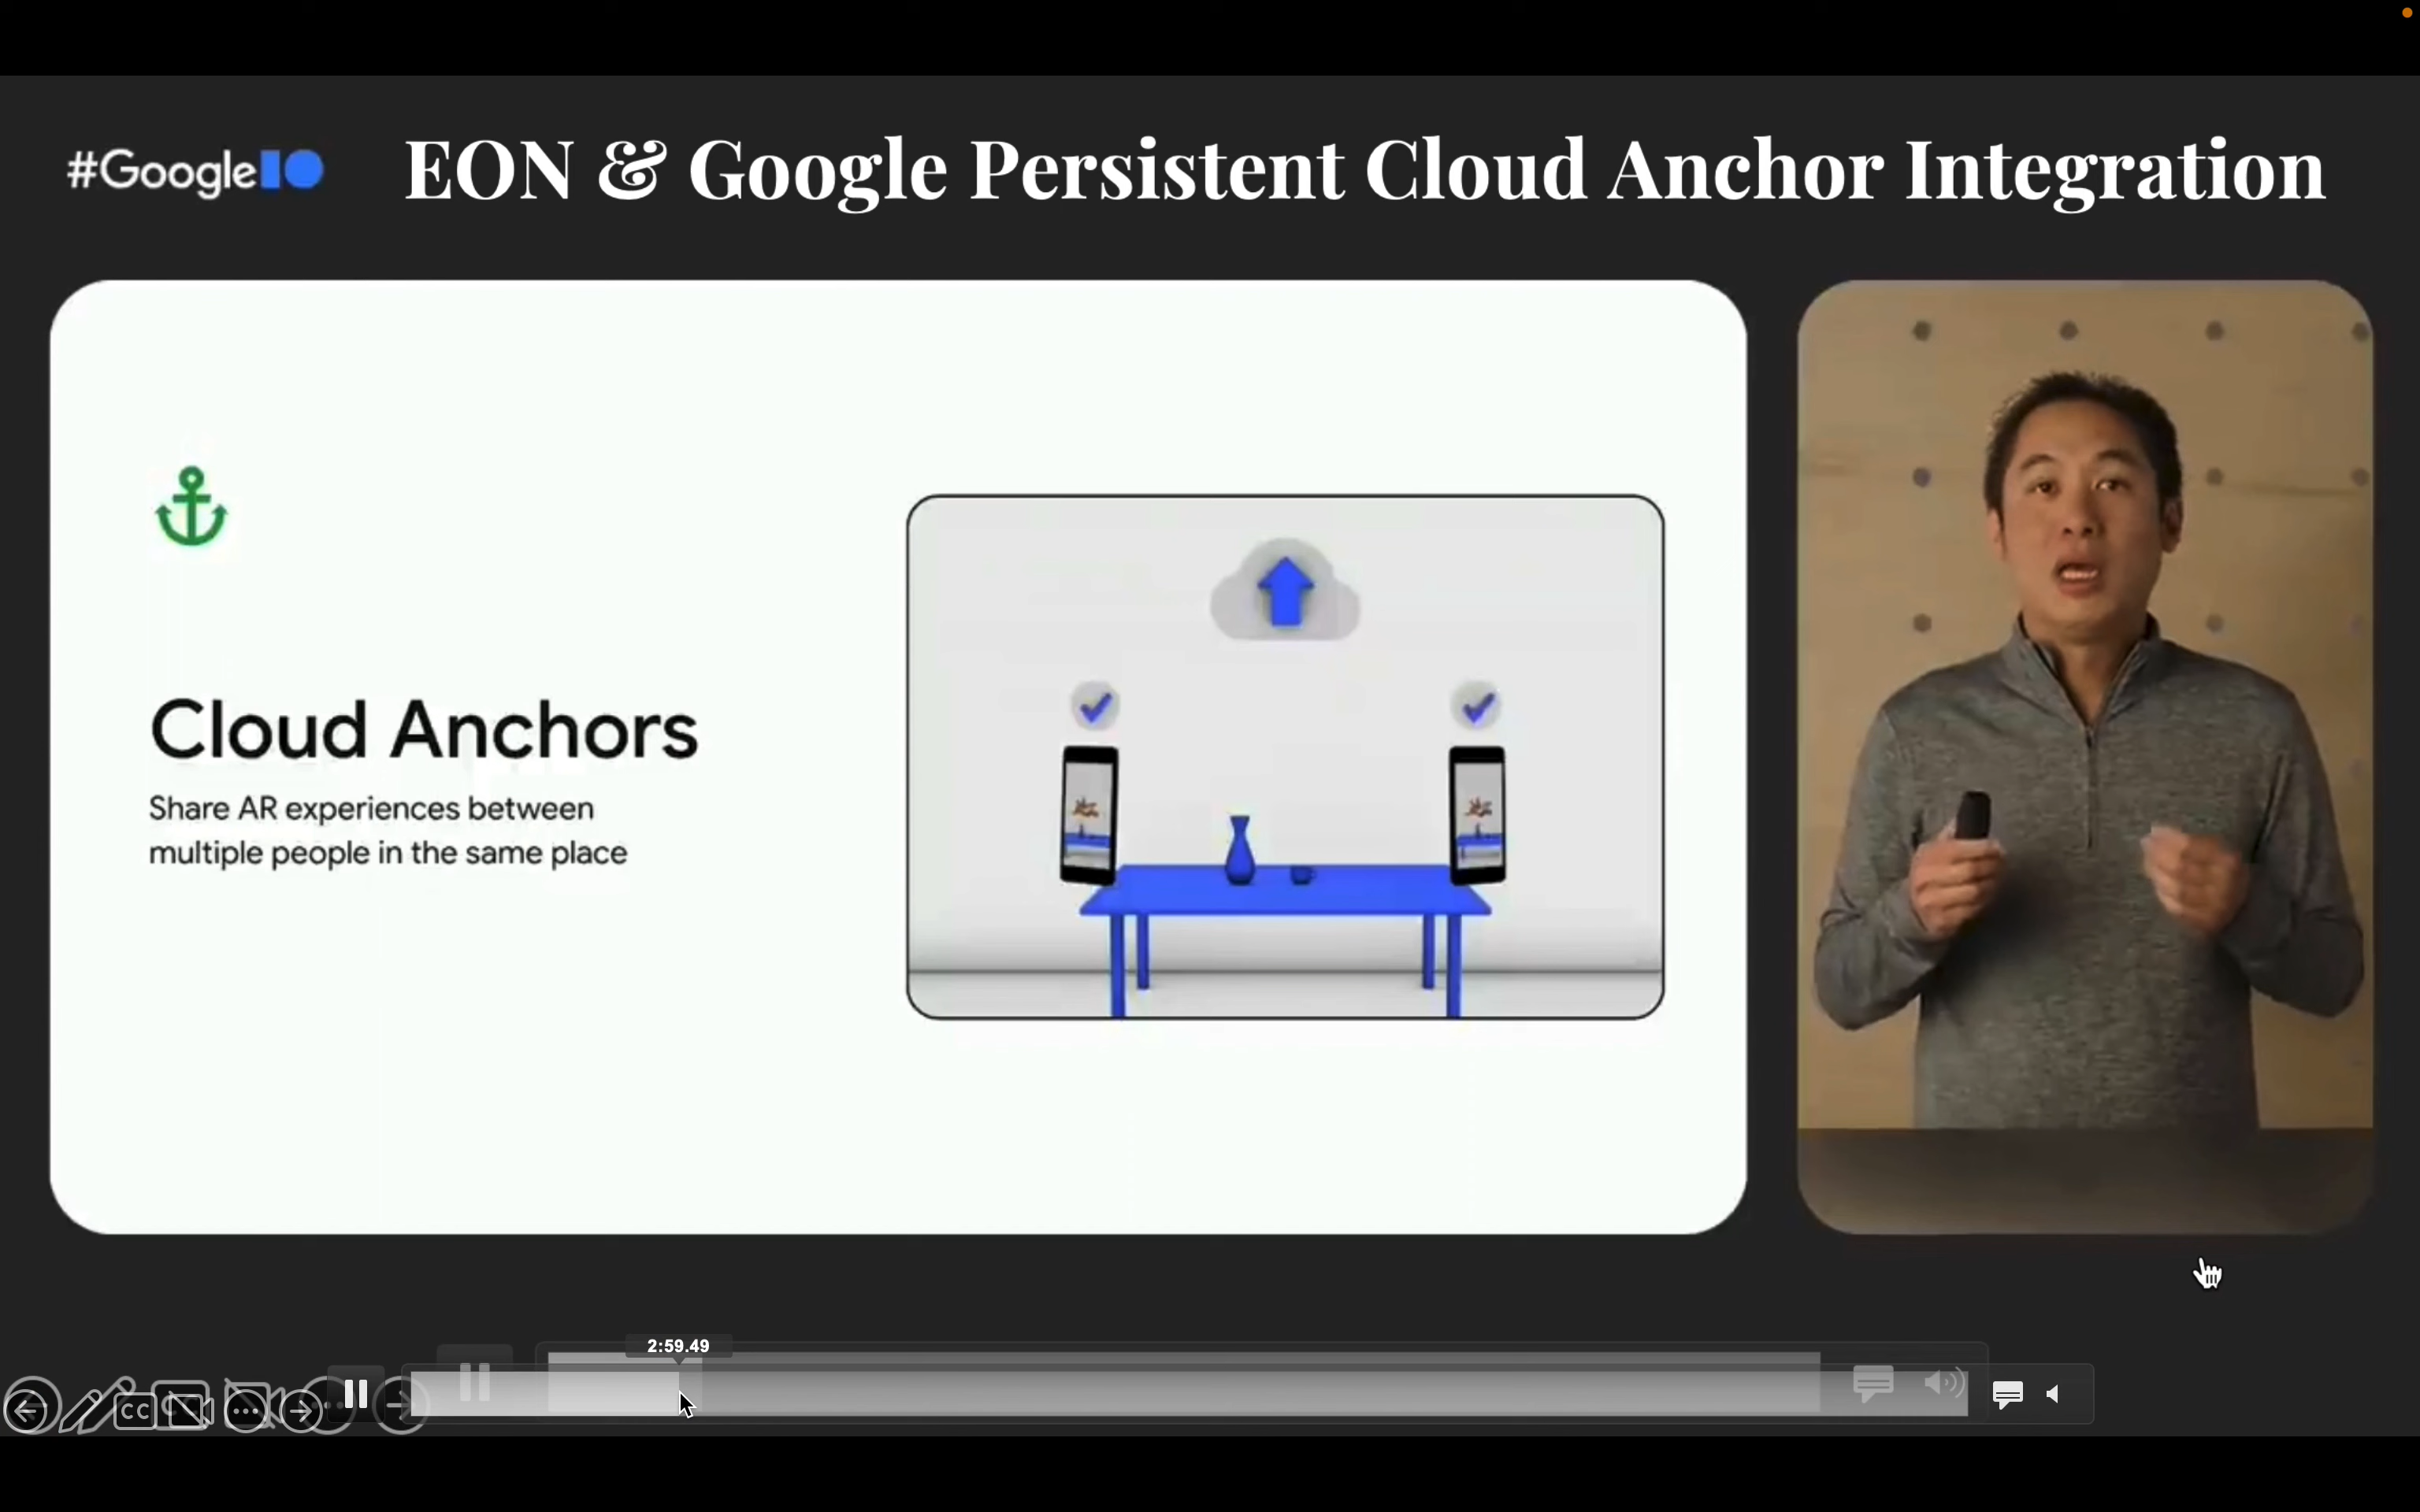 #GoogleIO
EON & Google Persistent Cloud Anchor Integration
Cloud Anchors
Share AR experiences between
multiple people in the same place
2:59.49
CC